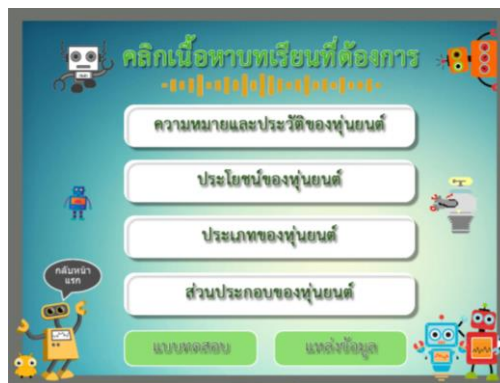 คลิกเนื้อหาบทเรียนที่ต้องการ
ความหมายและประวัติของหุ่นยนต์
ประโยชน์ของหุ่นยนต์
ประเภทของหุ่นยนต์
กลับหน้า
แรก
ส่วนประกอบของหุ่นยนต์
แบบทดสอบ
แหล่งข้อมูล